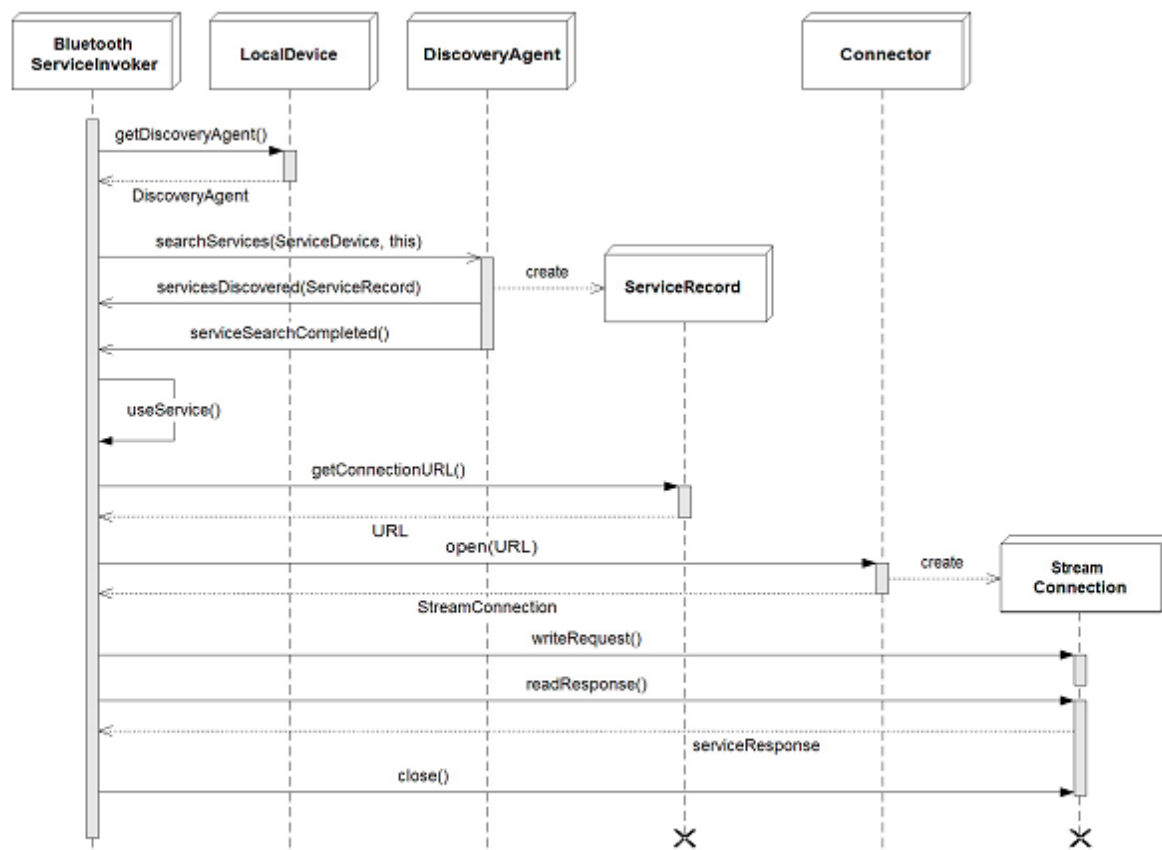 Bluetooth
ServiceInvoker
LocalDevice
DiscoveryAgent
Connector
getDiscoveryAgent()
DiscoveryAgent
searchServices(ServiceDevice, this)
create
servicesDiscovered(ServiceRecord)
ServiceRecord
serviceSearchCompleted()
useService()
getConnectionURL()
URL
open(URL)
create
Stream
Connection
StreamConnection
writeRequest()
readResponse()
serviceResponse
close()